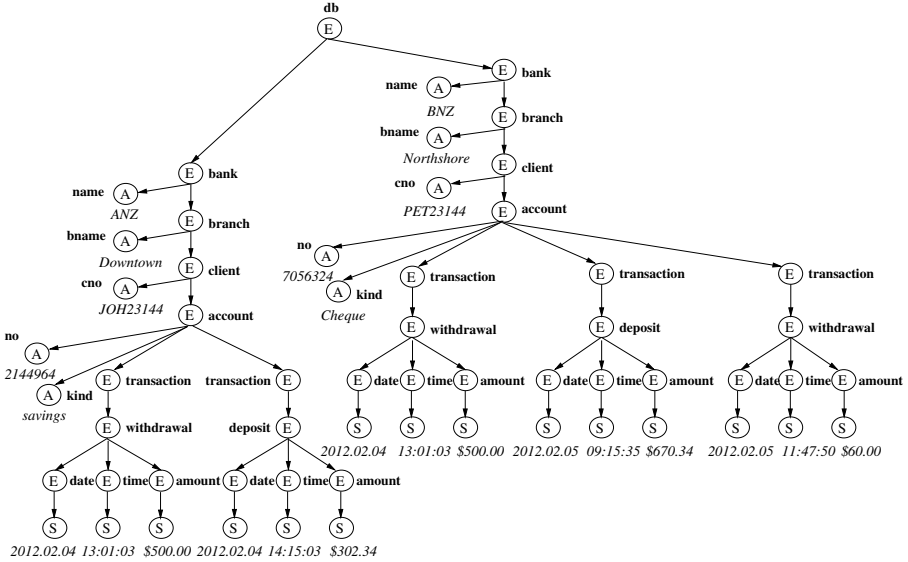 db
E
E bank
name A
BNZ
E branch
bname A
Northshore
E client
cno A
PET23144
E account
no A
7056324
A kind
Cheque
E transaction E transaction E transaction
E withdrawal E deposit E withdrawal
E date E time E amount E date E time E amount E date E time E amount
S S S S S S S S S
2012.02.04 13:01:03 $500.00 2012.02.05 09:15:35 $670.34 2012.02.05 11:47:50 $60.00
E bank
name A
ANZ
E branch
bname A
Downtown
E client
cno A
JOH23144
E account
no A
2144964
A kind
savings
E transaction transaction E
E withdrawal deposit E
E date E time E amount E date E time E amount
S S S S S S
2012.02.04 13:01:03 $500.00 2012.02.04 14:15:03 $302.34